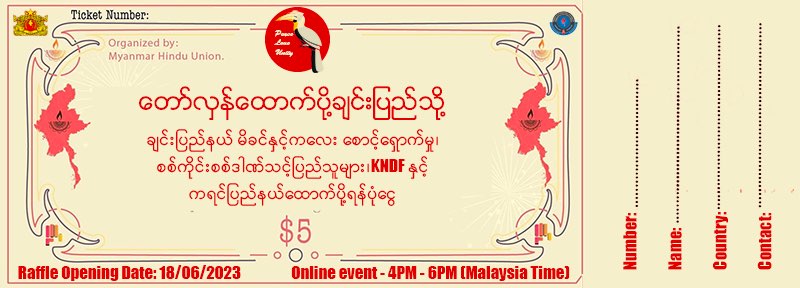 Ticket Number:
Organized by:
Myanmar Hindu Union.
Peace
Love
Unity
တော်လှန်ထောက်ပို့ချင်းပြည်သို့
ချင်းပြည်နယ် မိခင်နှင့်ကလေး စောင့်ရှောက်မှု၊
စစ်ကိုင်းစစ်ဒါဏ်သင့်ပြည်သူများ၊KNDF နှင့်
ကရင်ပြည်နယ်ထောက်ပို့ရန်ပုံငွေ
$5
Raffle Opening Date: 18/06/2023
Online event - 4PM - 6PM (Malaysia Time)
Number:
Name:
Country:
Contact: